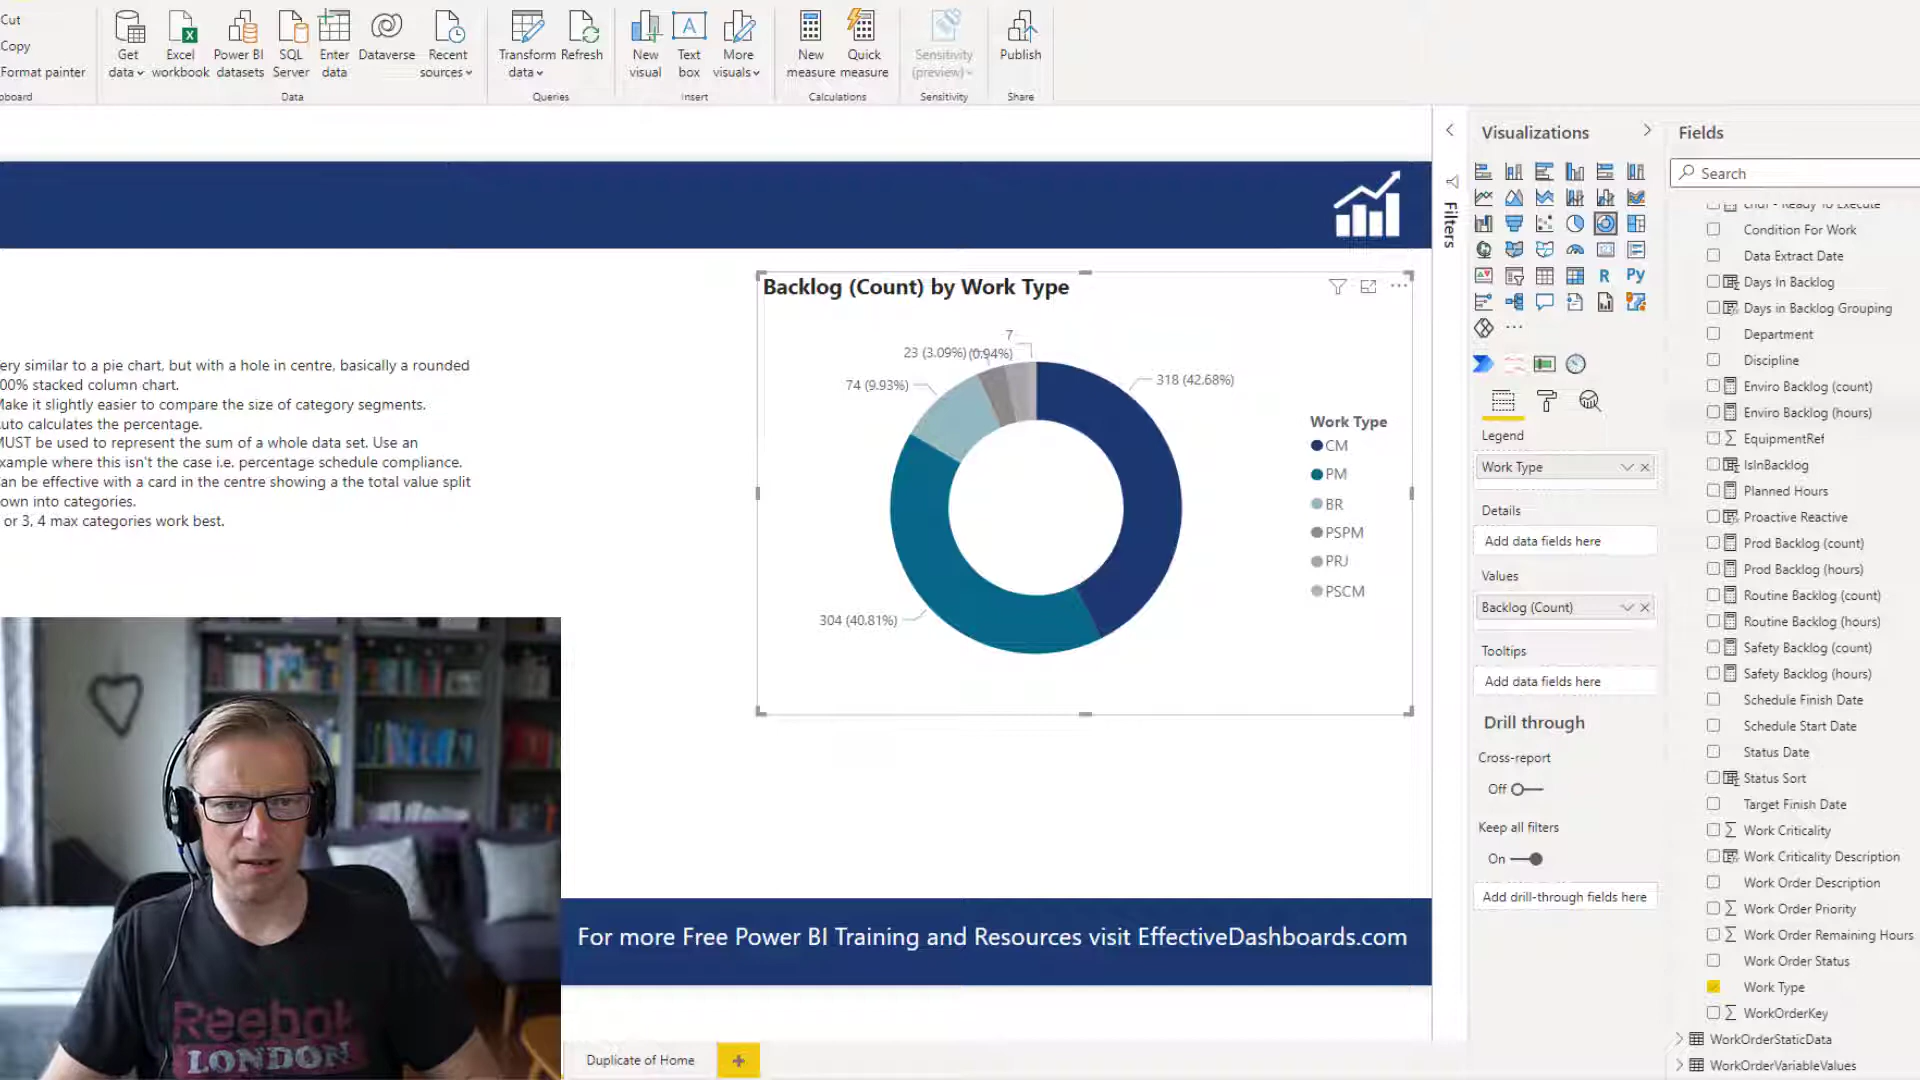 Cut
Copy
Format painter
Get data
Excel workbook
Power BI datasets
SQL Server
Enter data
Dataverse
Recent sources
Transform data
Refresh
New visual
Text box
More visuals
New measure
Quick measure
Sensitivity (preview)
Publish
pboard
Data
Queries
Insert
Calculations
Sensitivity
Share
ery similar to a pie chart, but with a hole in centre, basically a rounded
00% stacked column chart.
Make it slightly easier to compare the size of category segments.
uto calculates the percentage.
MUST be used to represent the sum of a whole data set. Use an
xample where this isn't the case i.e. percentage schedule compliance.
an be effective with a card in the centre showing a the total value split
own into categories.
or 3, 4 max categories work best.
Backlog (Count) by Work Type
7
(0.94%)
23 (3.09%)
74 (9.93%)
318 (42.68%)
304 (40.81%)
Work Type
CM
PM
BR
PSPM
PRJ
PSCM
Reebok
LONDON
For more Free Power BI Training and Resources visit EffectiveDashboards.com
Duplicate of Home
+
Filters
Visualizations
R
Py
Legend
Work Type
Details
Add data fields here
Values
Backlog (Count)
Tooltips
Add data fields here
Drill through
Cross-report
Off
Keep all filters
On
Add drill-through fields here
Fields
Search
Condition For Work
Data Extract Date
Days In Backlog
Days in Backlog Grouping
Department
Discipline
Enviro Backlog (count)
Enviro Backlog (hours)
EquipmentRef
IsInBacklog
Planned Hours
Proactive Reactive
Prod Backlog (count)
Prod Backlog (hours)
Routine Backlog (count)
Routine Backlog (hours)
Safety Backlog (count)
Safety Backlog (hours)
Schedule Finish Date
Schedule Start Date
Status Date
Status Sort
Target Finish Date
Work Criticality
Work Criticality Description
Work Order Description
Work Order Priority
Work Order Remaining Hours
Work Order Status
Work Type
WorkOrderKey
WorkOrderStaticData
WorkOrderVariableValues